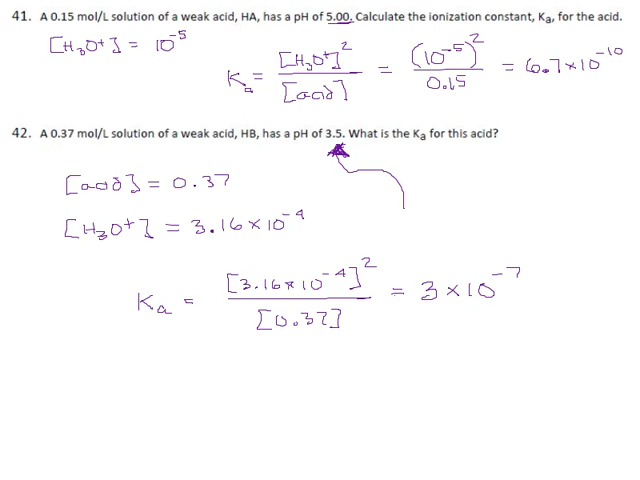 41. A 0.15 mol/L solution of a weak acid, HA, has a pH of 5.00. Calculate the ionization constant, Ka, for the acid.
[H₃O⁺] = 10⁻⁵
Ka = [H₃O⁺]² / [acid] = (10⁻⁵)² / 0.15 = 6.7 × 10⁻¹⁰
42. A 0.37 mol/L solution of a weak acid, HB, has a pH of 3.5. What is the Ka for this acid?
[acid] = 0.37
[H₃O⁺] = 3.16 × 10⁻⁴
Ka = [3.16 × 10⁻⁴]² / [0.37] = 3 × 10⁻⁷